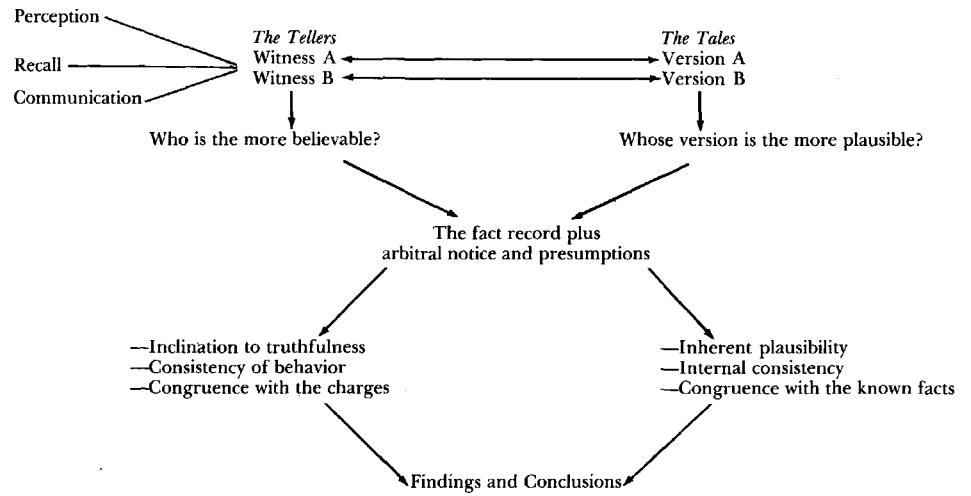 Perception
Recall
Communication
The Tellers
Witness A
Witness B
The Tales
Version A
Version B
Who is the more believable?
Whose version is the more plausible?
The fact record plus
arbitral notice and presumptions
—Inclination to truthfulness
—Consistency of behavior
—Congruence with the charges
—Inherent plausibility
—Internal consistency
—Congruence with the known facts
Findings and Conclusions